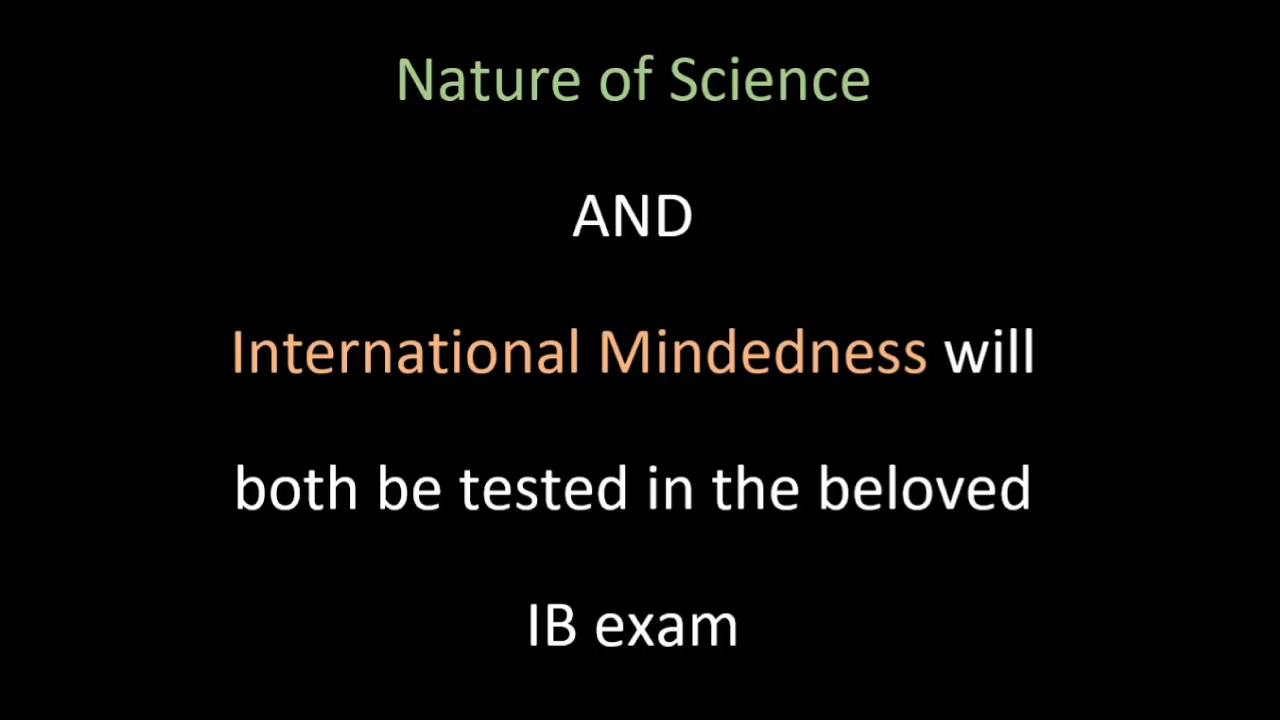 Nature of Science
AND
International Mindedness will
both be tested in the beloved
IB exam